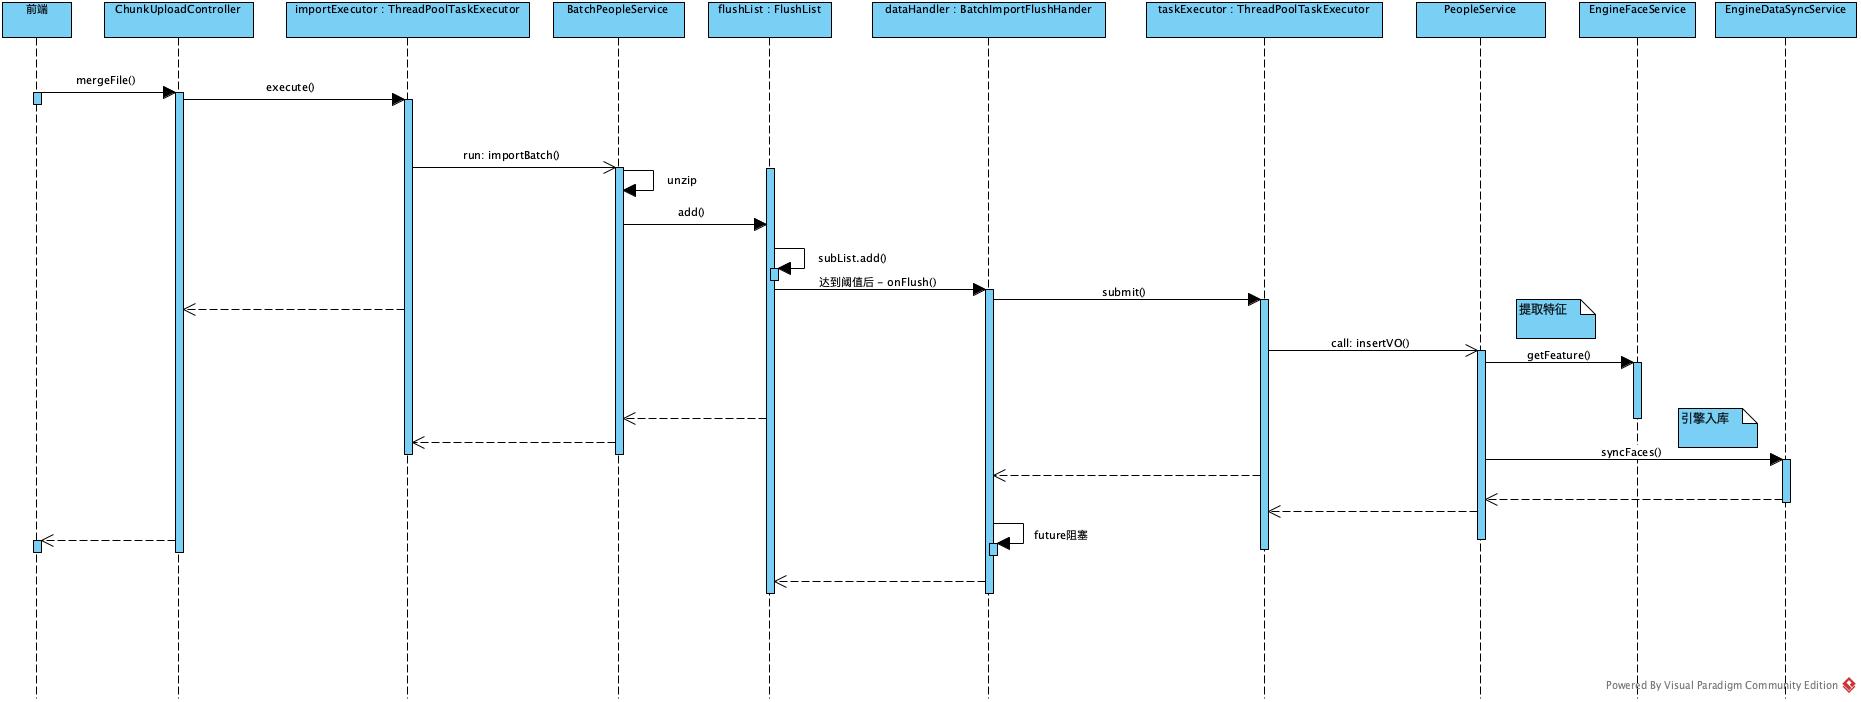 前端
ChunkUploadController
importExecutor : ThreadPoolTaskExecutor
BatchPeopleService
flushList : FlushList
dataHandler : BatchImportFlushHander
taskExecutor : ThreadPoolTaskExecutor
PeopleService
EngineFaceService
EngineDataSyncService
mergeFile()
execute()
run: importBatch()
unzip
add()
subList.add()
达到阈值后 - onFlush()
submit()
提取特征
call: insertVO()
getFeature()
引擎入库
syncFaces()
future阻塞
Powered By Visual Paradigm Community Edition